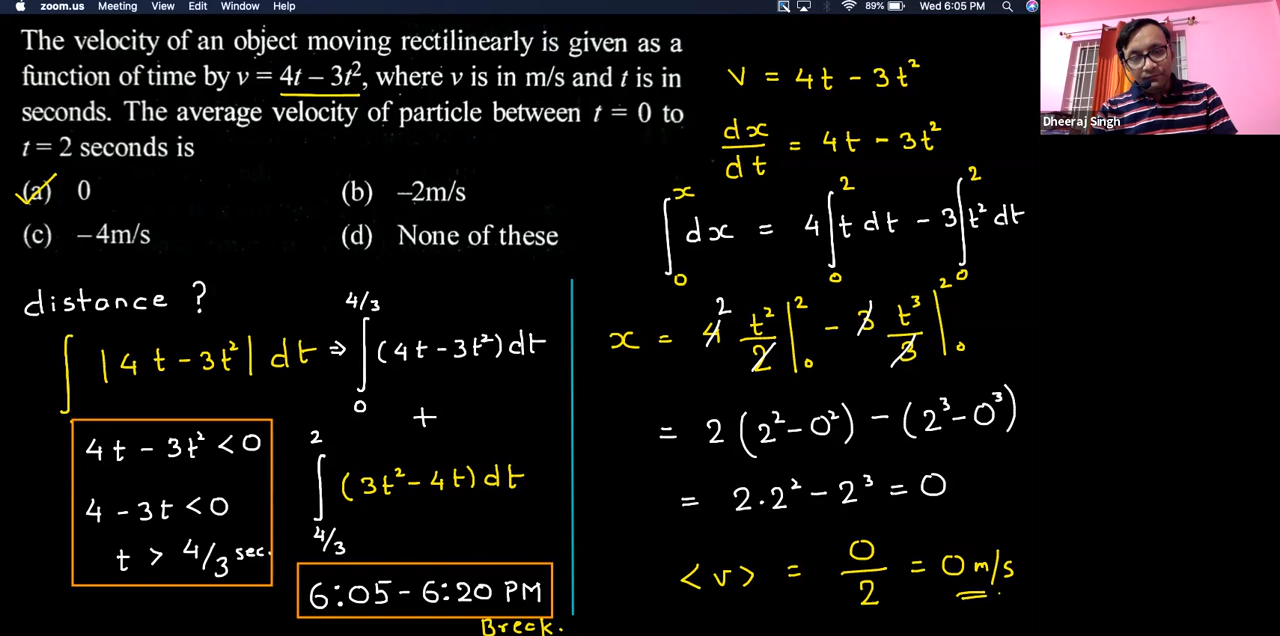 zoom.us Meeting View Edit Window Help 89% Wed 6:05 PM
The velocity of an object moving rectilinearly is given as a
function of time by v = 4t – 3t², where v is in m/s and t is in
seconds. The average velocity of particle between t = 0 to
t = 2 seconds is
(a) 0 (b) –2m/s
(c) –4m/s (d) None of these
distance ?
∫ |4t – 3t²| dt ⇒ ∫₀^{4/3} (4t – 3t²) dt
+
∫_{4/3}^{2} (3t² – 4t) dt
4t – 3t² < 0
4 – 3t < 0
t > 4/3 sec.
6:05 – 6:20 PM
Breck.
v = 4t – 3t²
dx/dt = 4t – 3t²
∫₀^x dx = 4 ∫₀² t dt – 3 ∫₀² t² dt
x = 4 2 t²/2 |₀² – 3 t³/3 |₀²
= 2 (2² – 0²) – (2³ – 0³)
= 2 · 2² – 2³ = 0
<v> = 0/2 = 0 m/s
Dheeraj Singh